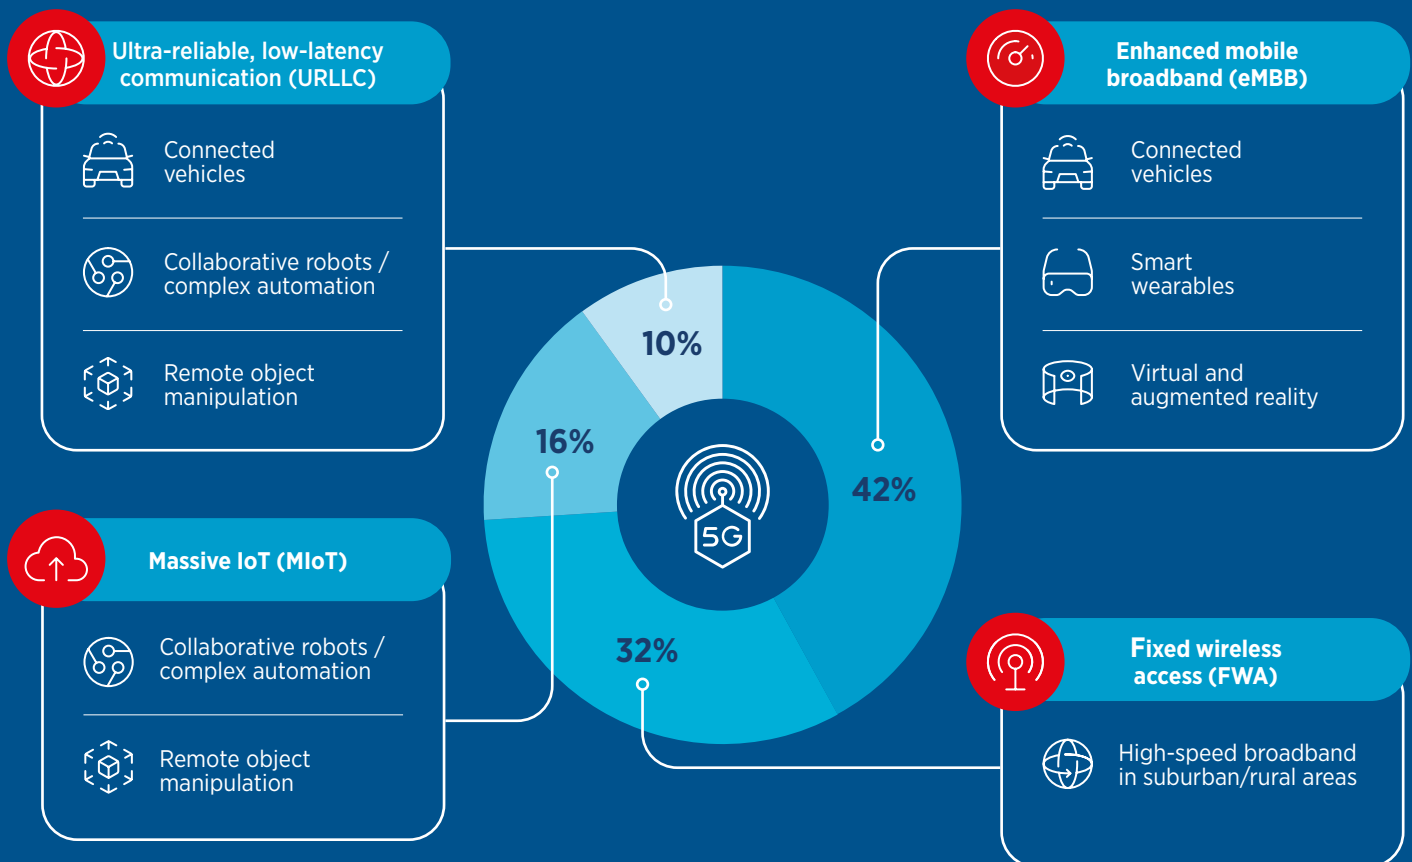 Ultra-reliable, low-latency
communication (URLLC)
Connected
vehicles
Collaborative robots /
complex automation
Remote object
manipulation
Enhanced mobile
broadband (eMBB)
Connected
vehicles
Smart
wearables
Virtual and
augmented reality
10%
16%
42%
32%
5G
Massive IoT (MIoT)
Collaborative robots /
complex automation
Remote object
manipulation
Fixed wireless
access (FWA)
High-speed broadband
in suburban/rural areas